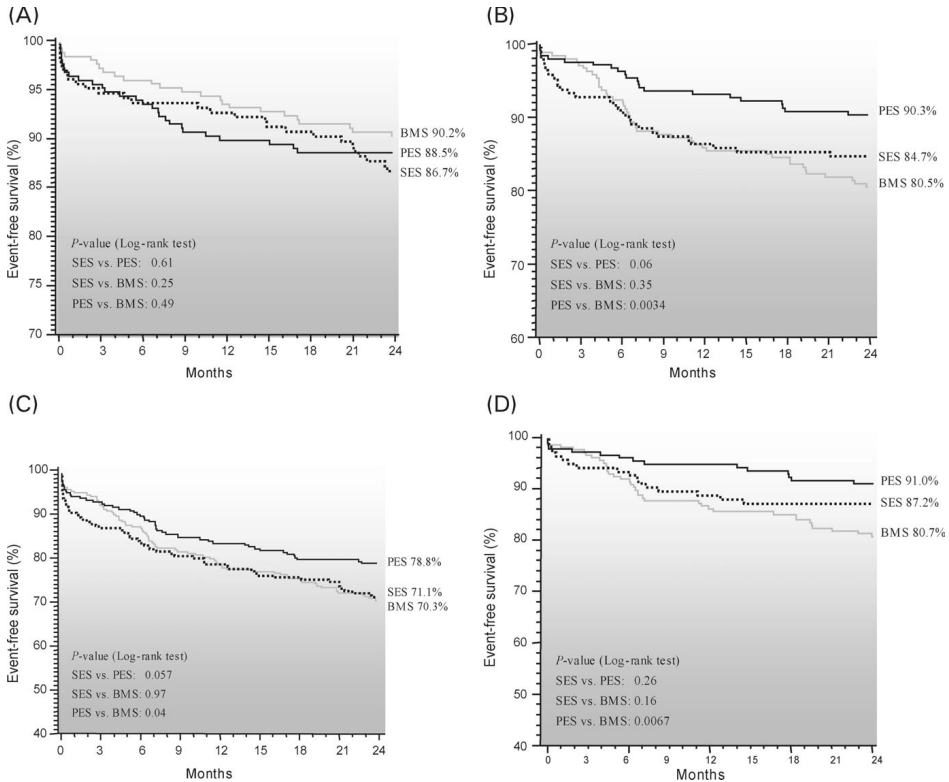 (A)
100
95
90
85
80
75
70
Event-free survival (%)
BMS 90.2%
PES 88.5%
SES 86.7%
P-value (Log-rank test)
SES vs. PES: 0.61
SES vs. BMS: 0.25
PES vs. BMS: 0.49
0 3 6 9 12 15 18 21 24
Months
(B)
100
90
80
70
60
Event-free survival (%)
PES 90.3%
SES 84.7%
BMS 80.5%
P-value (Log-rank test)
SES vs. PES: 0.06
SES vs. BMS: 0.35
PES vs. BMS: 0.0034
0 3 6 9 12 15 18 21 24
Months
(C)
100
90
80
70
60
50
40
Event-free survival (%)
PES 78.8%
SES 71.1%
BMS 70.3%
P-value (Log-rank test)
SES vs. PES: 0.057
SES vs. BMS: 0.97
PES vs. BMS: 0.04
0 3 6 9 12 15 18 21 24
Months
(D)
100
90
80
70
60
50
40
Event-free survival (%)
PES 91.0%
SES 87.2%
BMS 80.7%
P-value (Log-rank test)
SES vs. PES: 0.26
SES vs. BMS: 0.16
PES vs. BMS: 0.0067
0 3 6 9 12 15 18 21 24
Months